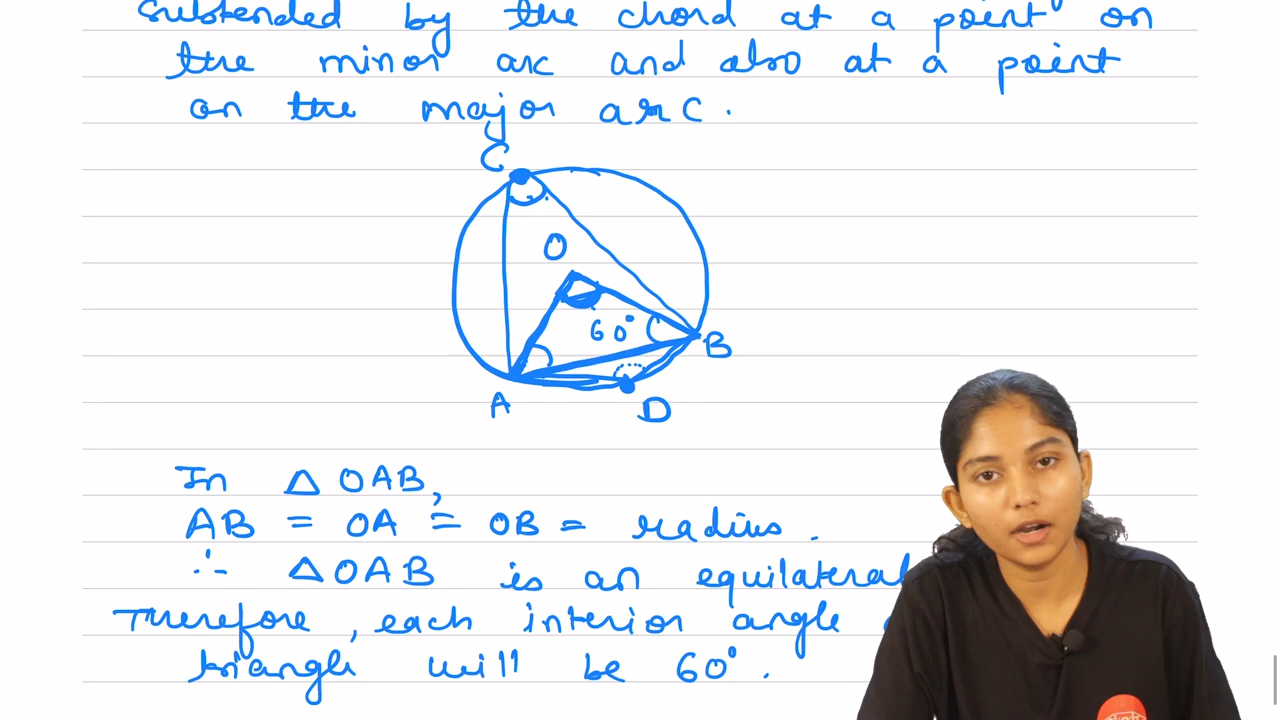 subtended by the chord at a point on
the minor arc and also at a point
on the major arc.
C
O
60°
B
A
D
In △ OAB,
AB = OA = OB = radius.
∴ △OAB is an equilateral
Therefore, each interior angle
triangle will be 60°.